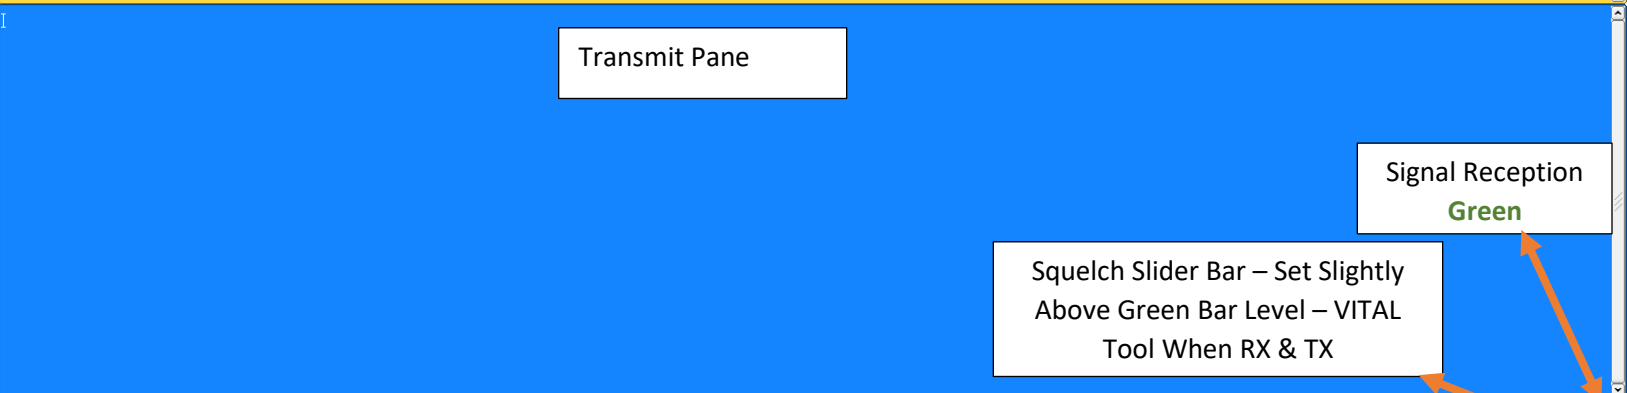 Transmit Pane
Signal Reception
Green
Squelch Slider Bar – Set Slightly
Above Green Bar Level – VITAL
Tool When RX & TX